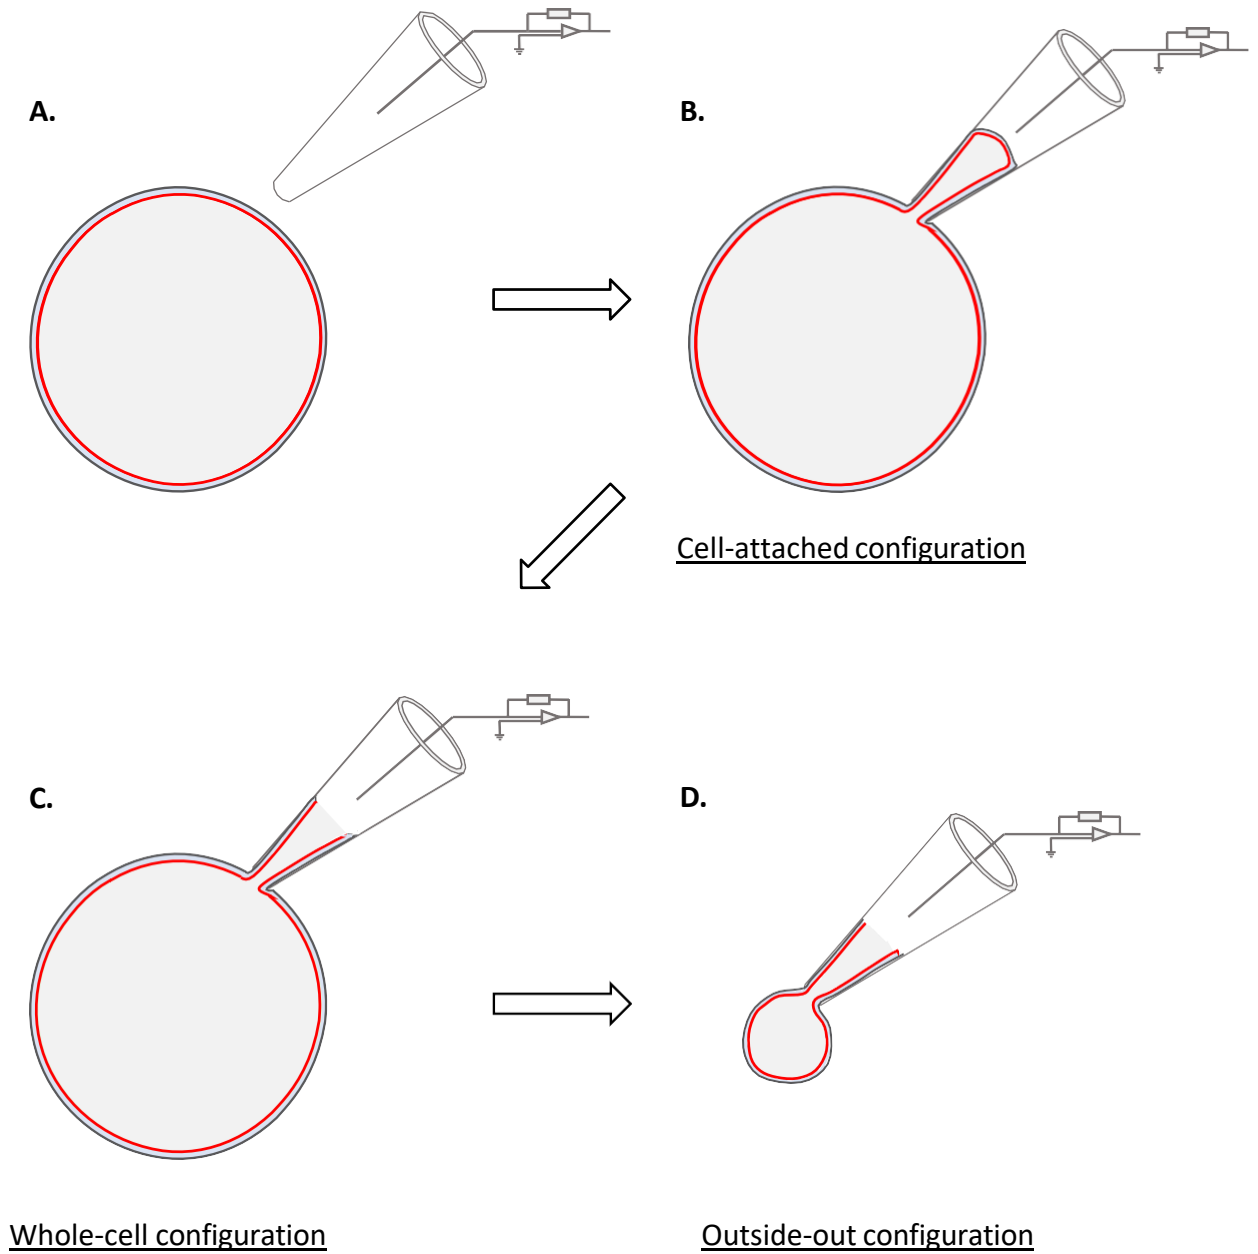 A.
B.
Cell-attached configuration
C.
D.
Whole-cell configuration
Outside-out configuration